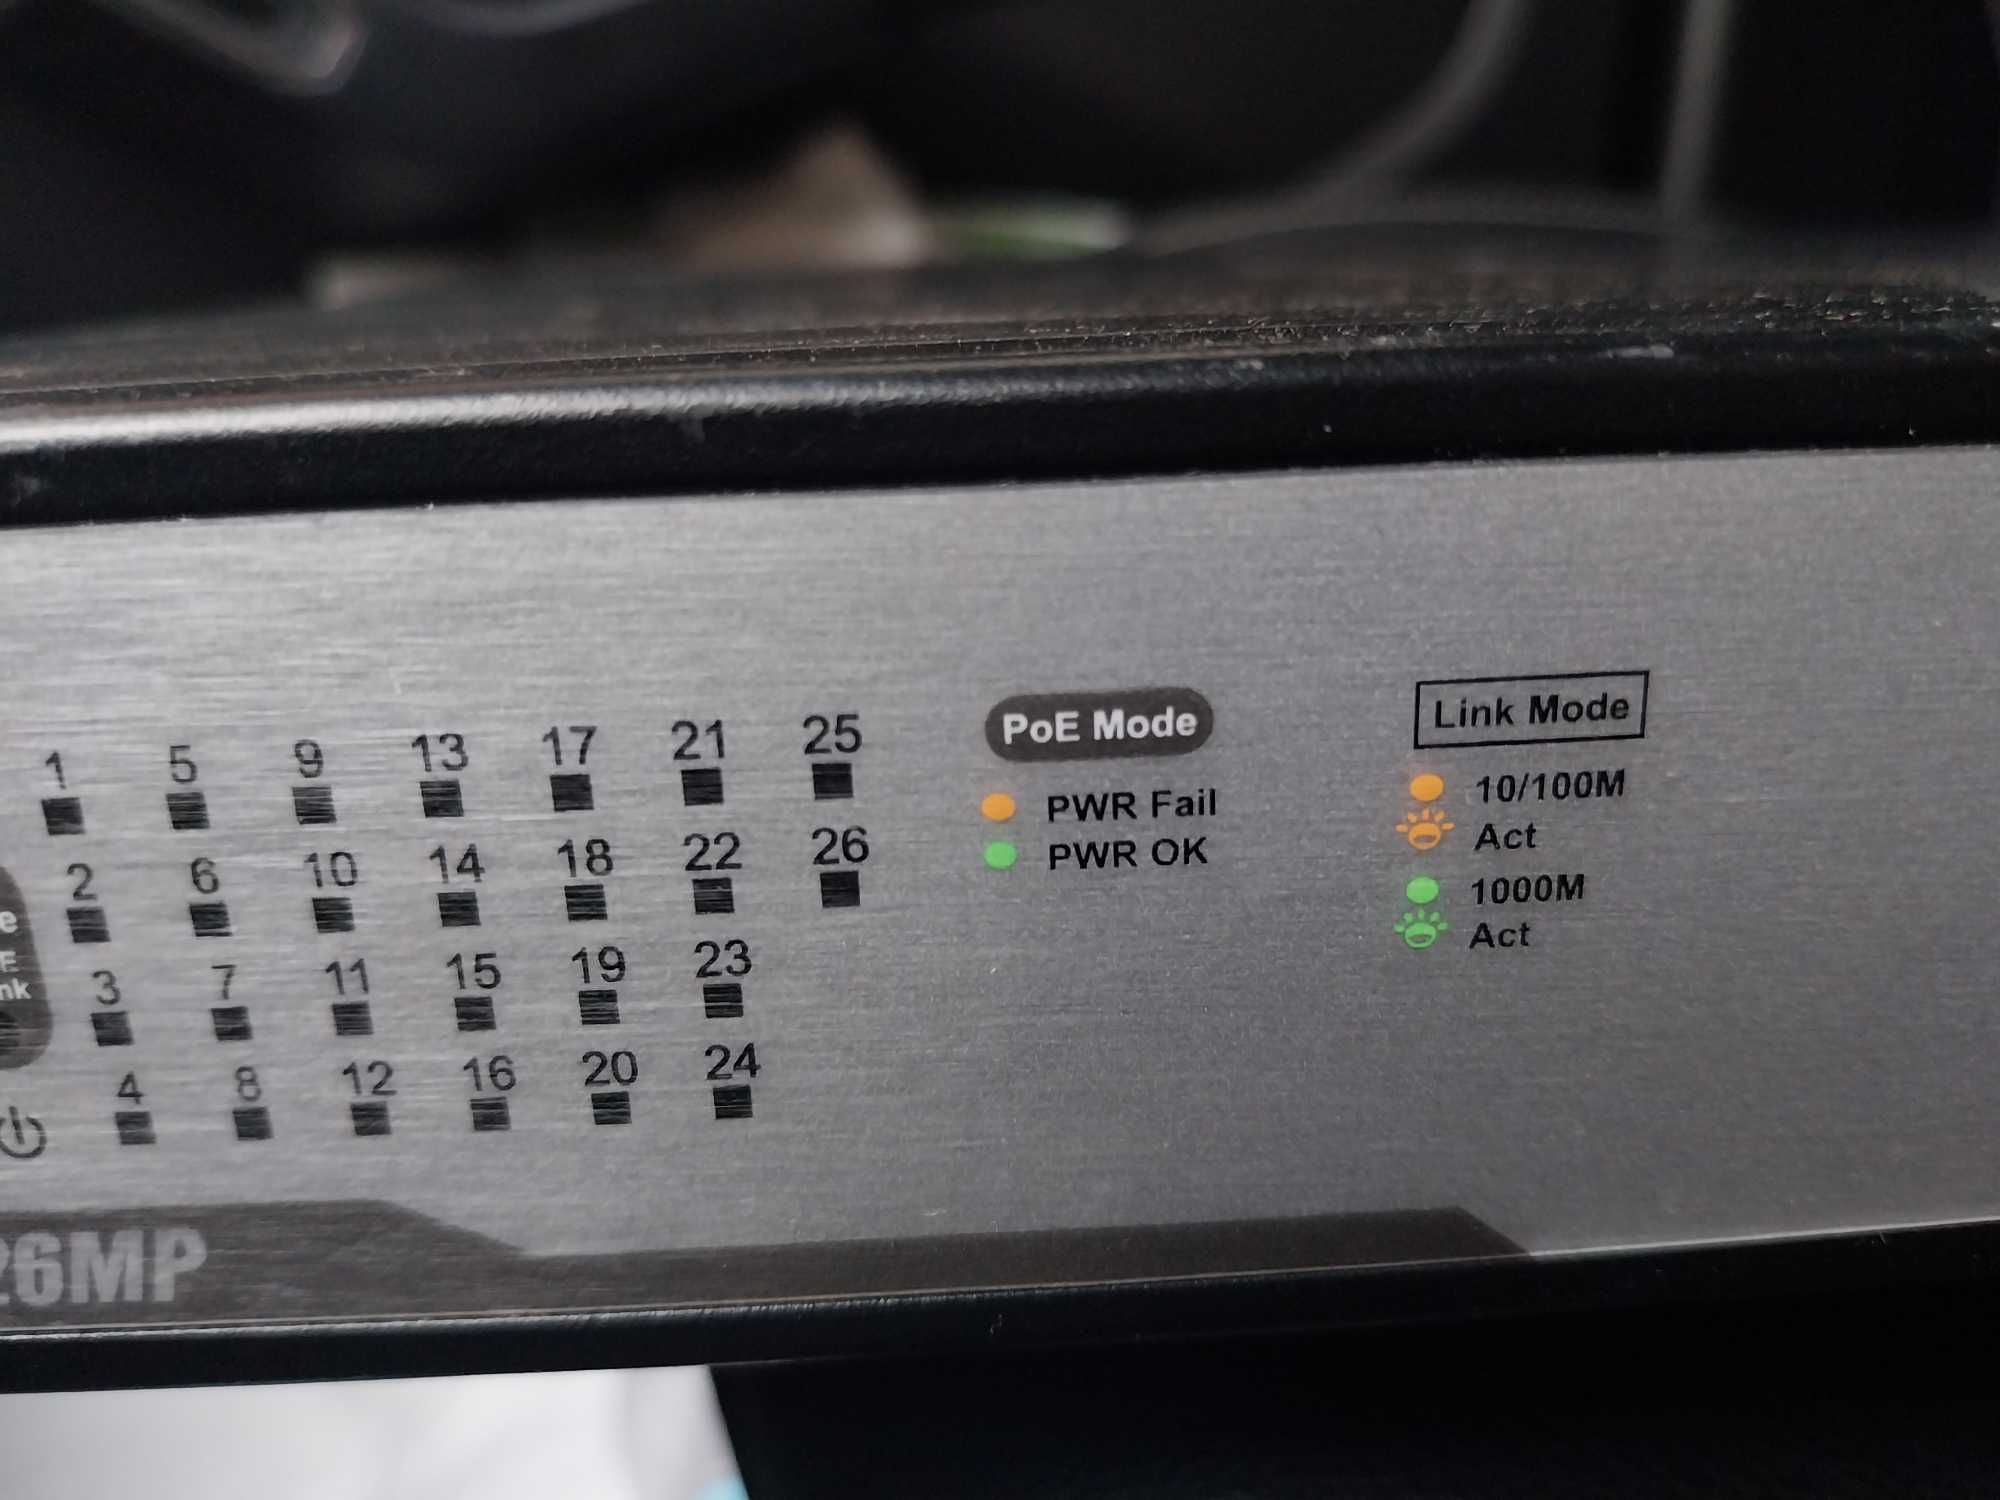 1 5 9 13 17 21 25
2 6 10 14 18 22 26
3 7 11 15 19 23
4 8 12 16 20 24
PoE Mode
PWR Fail
PWR OK
Link Mode
10/100M
Act
1000M
Act
26MP